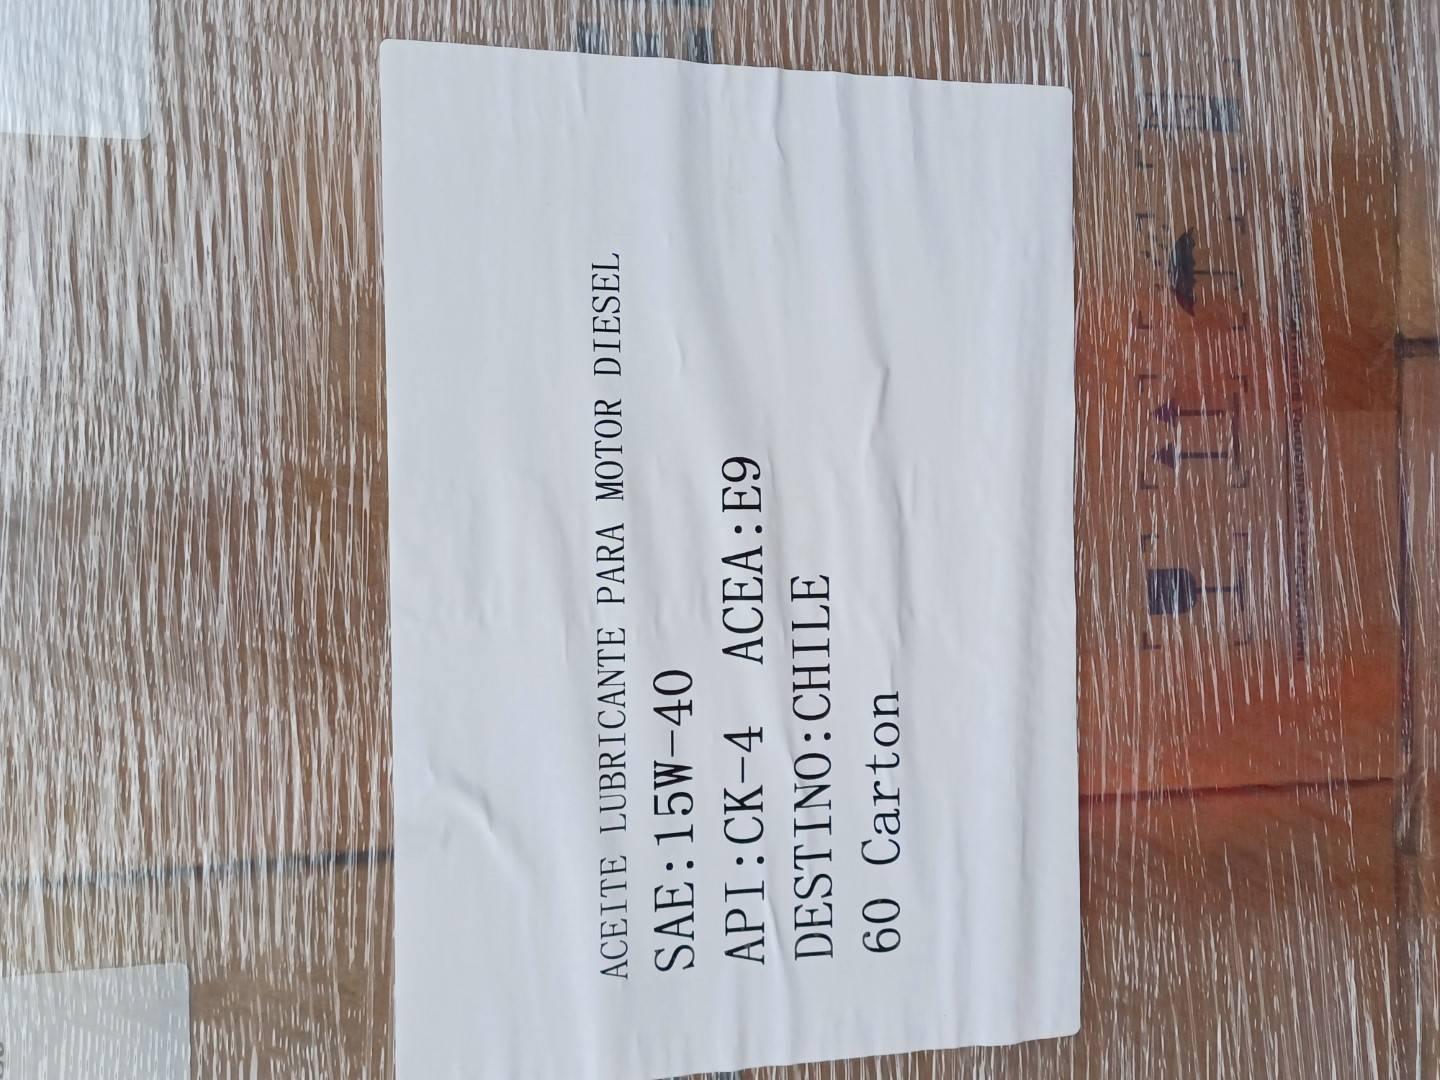 ACEITE LUBRICANTE PARA MOTOR DIESEL
SAE:15W-40
API:CK-4 ACEA:E9
DESTINO:CHILE
60 Carton